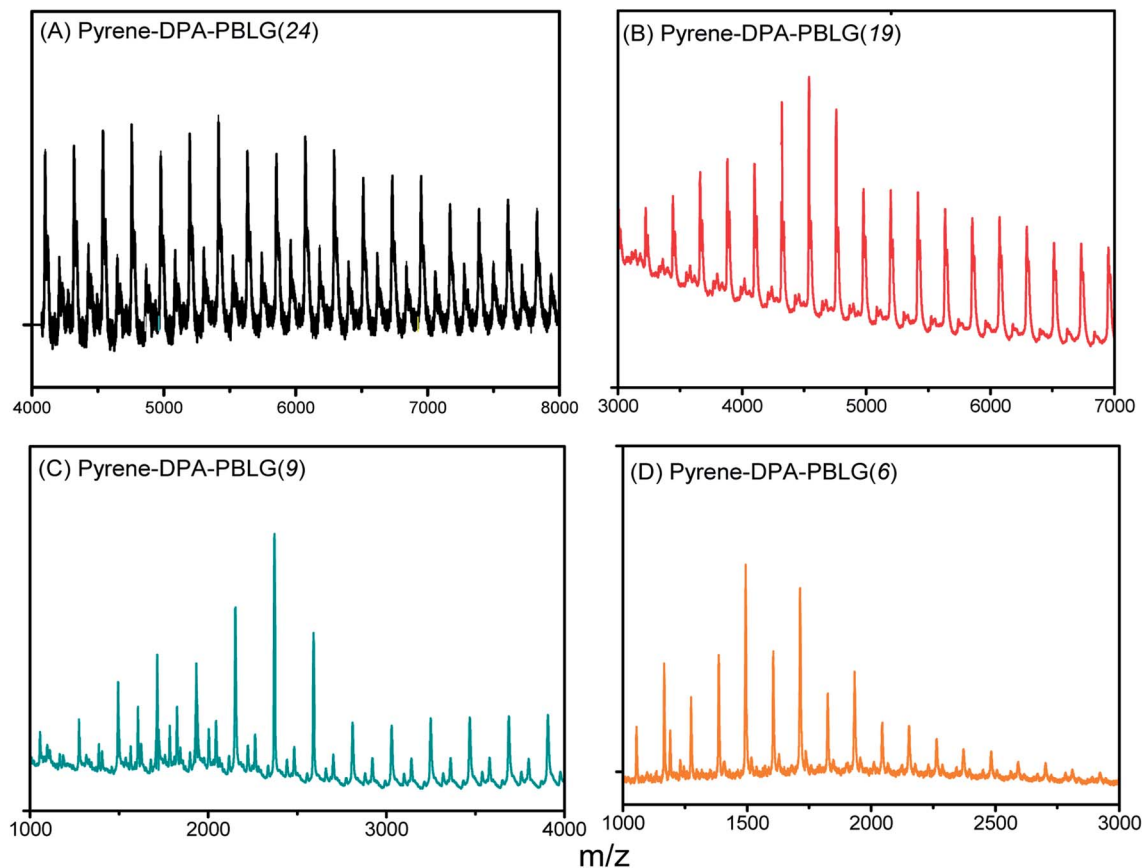 (A) Pyrene-DPA-PBLG(24)
4000 5000 6000 7000 8000
(B) Pyrene-DPA-PBLG(19)
3000 4000 5000 6000 7000
(C) Pyrene-DPA-PBLG(9)
1000 2000 3000 4000
(D) Pyrene-DPA-PBLG(6)
1000 1500 2000 2500 3000
m/z